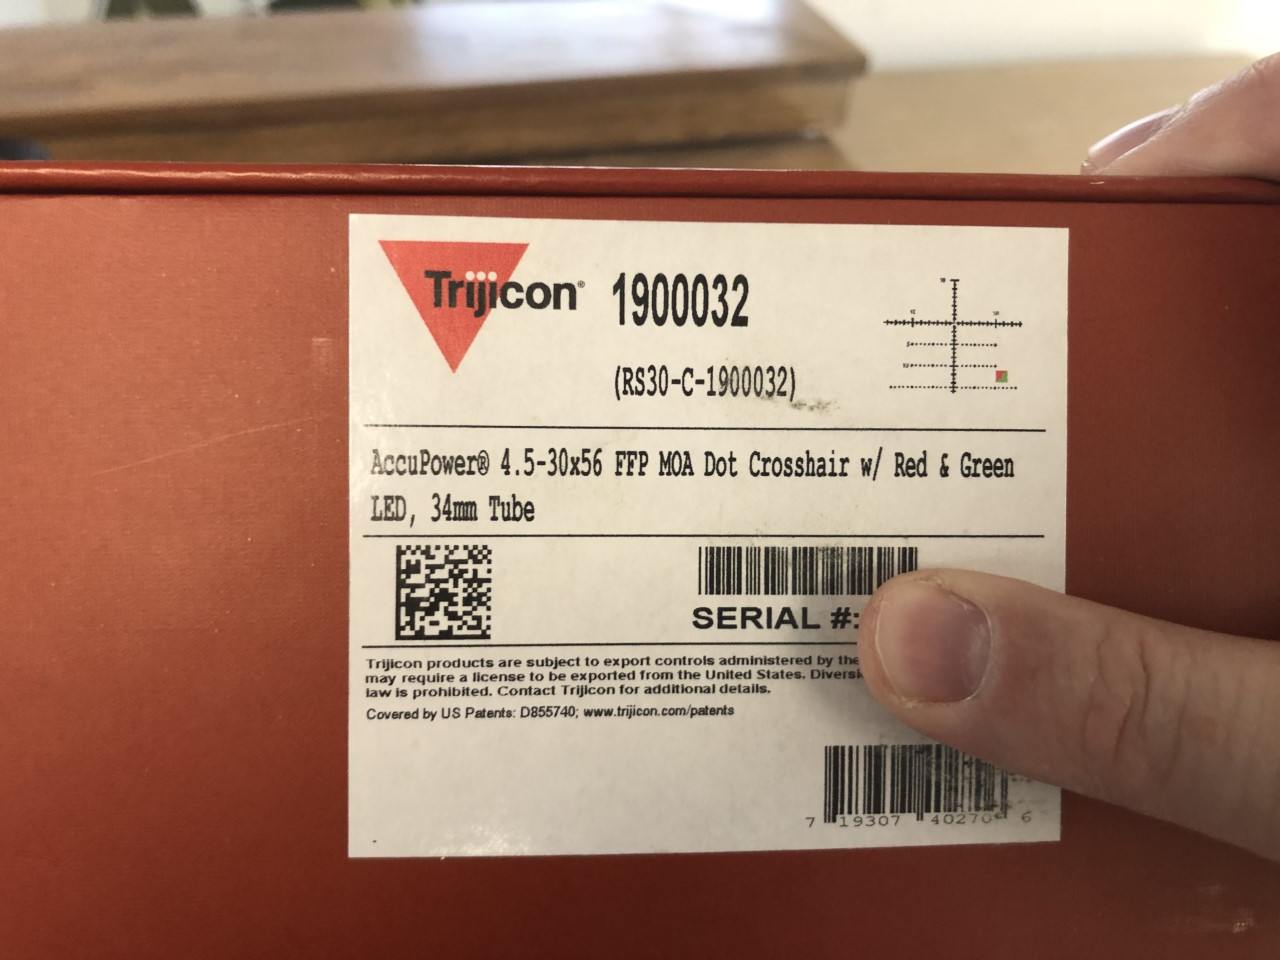 Trijicon®
1900032
(RS30-C-1900032)
AccuPower® 4.5-30x56 FFP MOA Dot Crosshair w/ Red & Green
LED, 34mm Tube
SERIAL #:
Trijicon products are subject to export controls administered by the
may require a license to be exported from the United States.
law is prohibited. Contact Trijicon for additional details.
Covered by US Patents: D855740; www.trijicon.com/patents
7 19307 40270 6